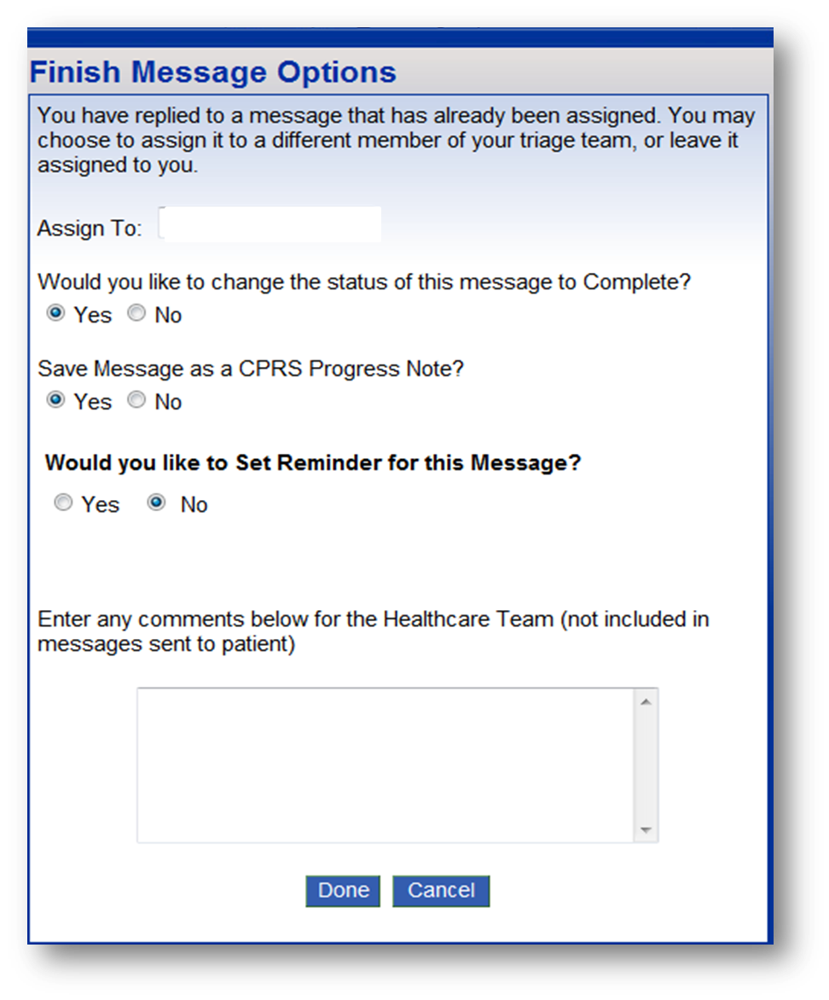 Finish Message Options
You have replied to a message that has already been assigned. You may
choose to assign it to a different member of your triage team, or leave it
assigned to you.
Assign To:
Would you like to change the status of this message to Complete?
Yes No
Save Message as a CPRS Progress Note?
Yes No
Would you like to Set Reminder for this Message?
Yes No
Enter any comments below for the Healthcare Team (not included in
messages sent to patient)
Done Cancel